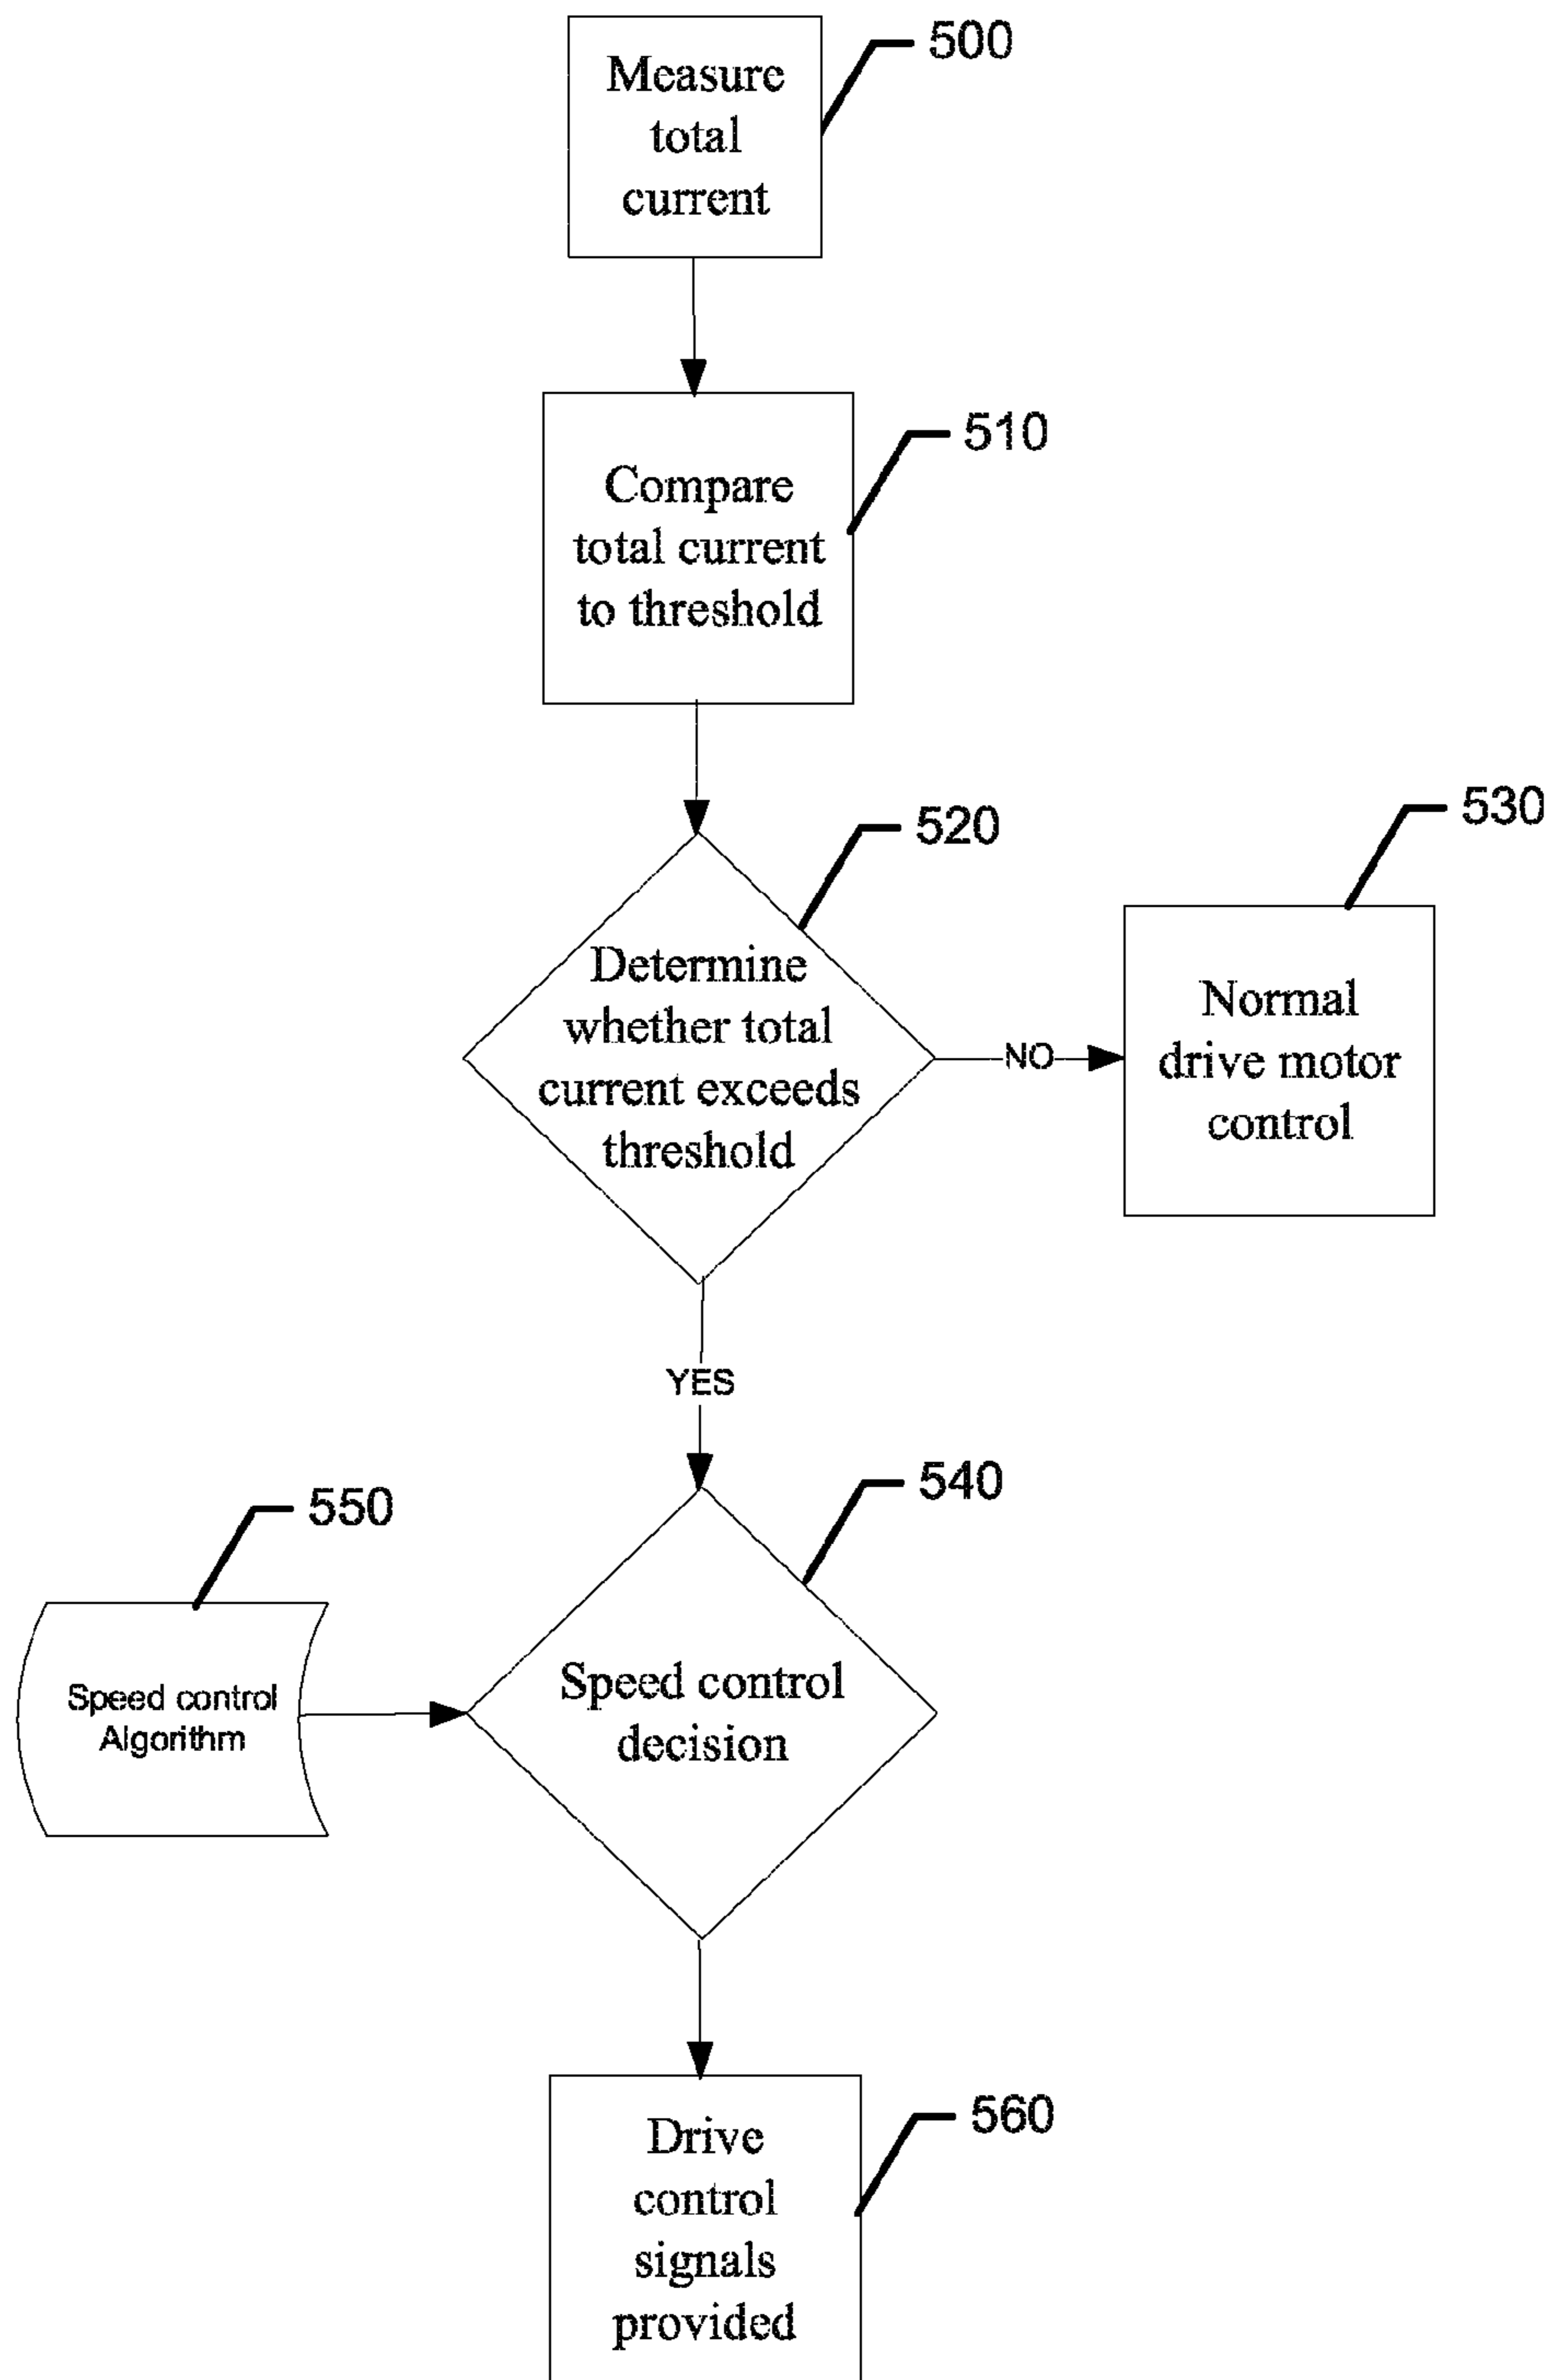 500
Measure
total
current
510
Compare
total current
to threshold
520
530
Determine
whether total
current exceeds
threshold
NO
Normal
drive motor
control
YES
540
550
Speed control
Algorithm
Speed control
decision
560
Drive
control
signals
provided